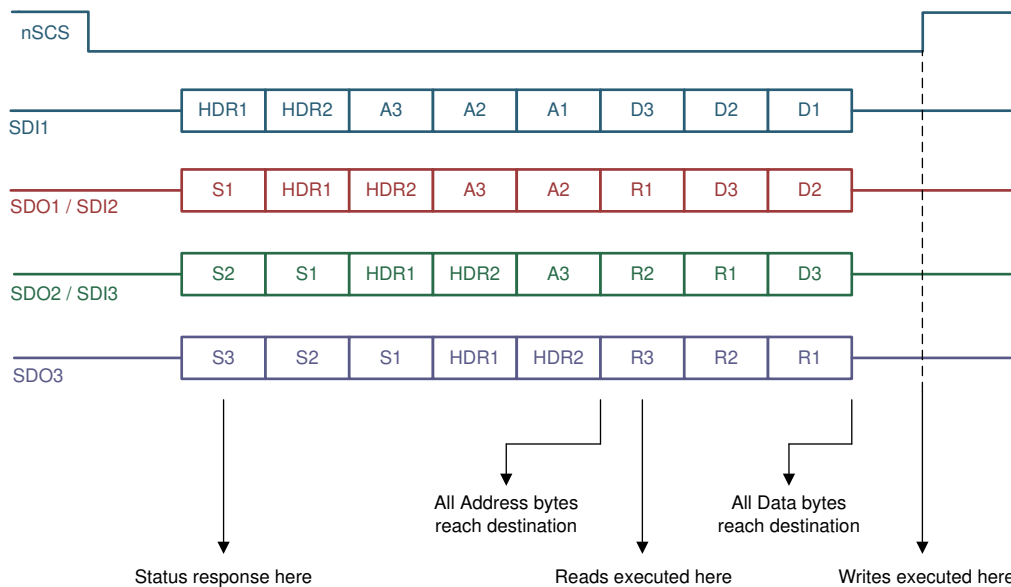 nSCS
HDR1 HDR2 A3 A2 A1 D3 D2 D1
SDI1
S1 HDR1 HDR2 A3 A2 R1 D3 D2
SDO1 / SDI2
S2 S1 HDR1 HDR2 A3 R2 R1 D3
SDO2 / SDI3
S3 S2 S1 HDR1 HDR2 R3 R2 R1
SDO3
All Address bytes
reach destination
All Data bytes
reach destination
Status response here
Reads executed here
Writes executed here